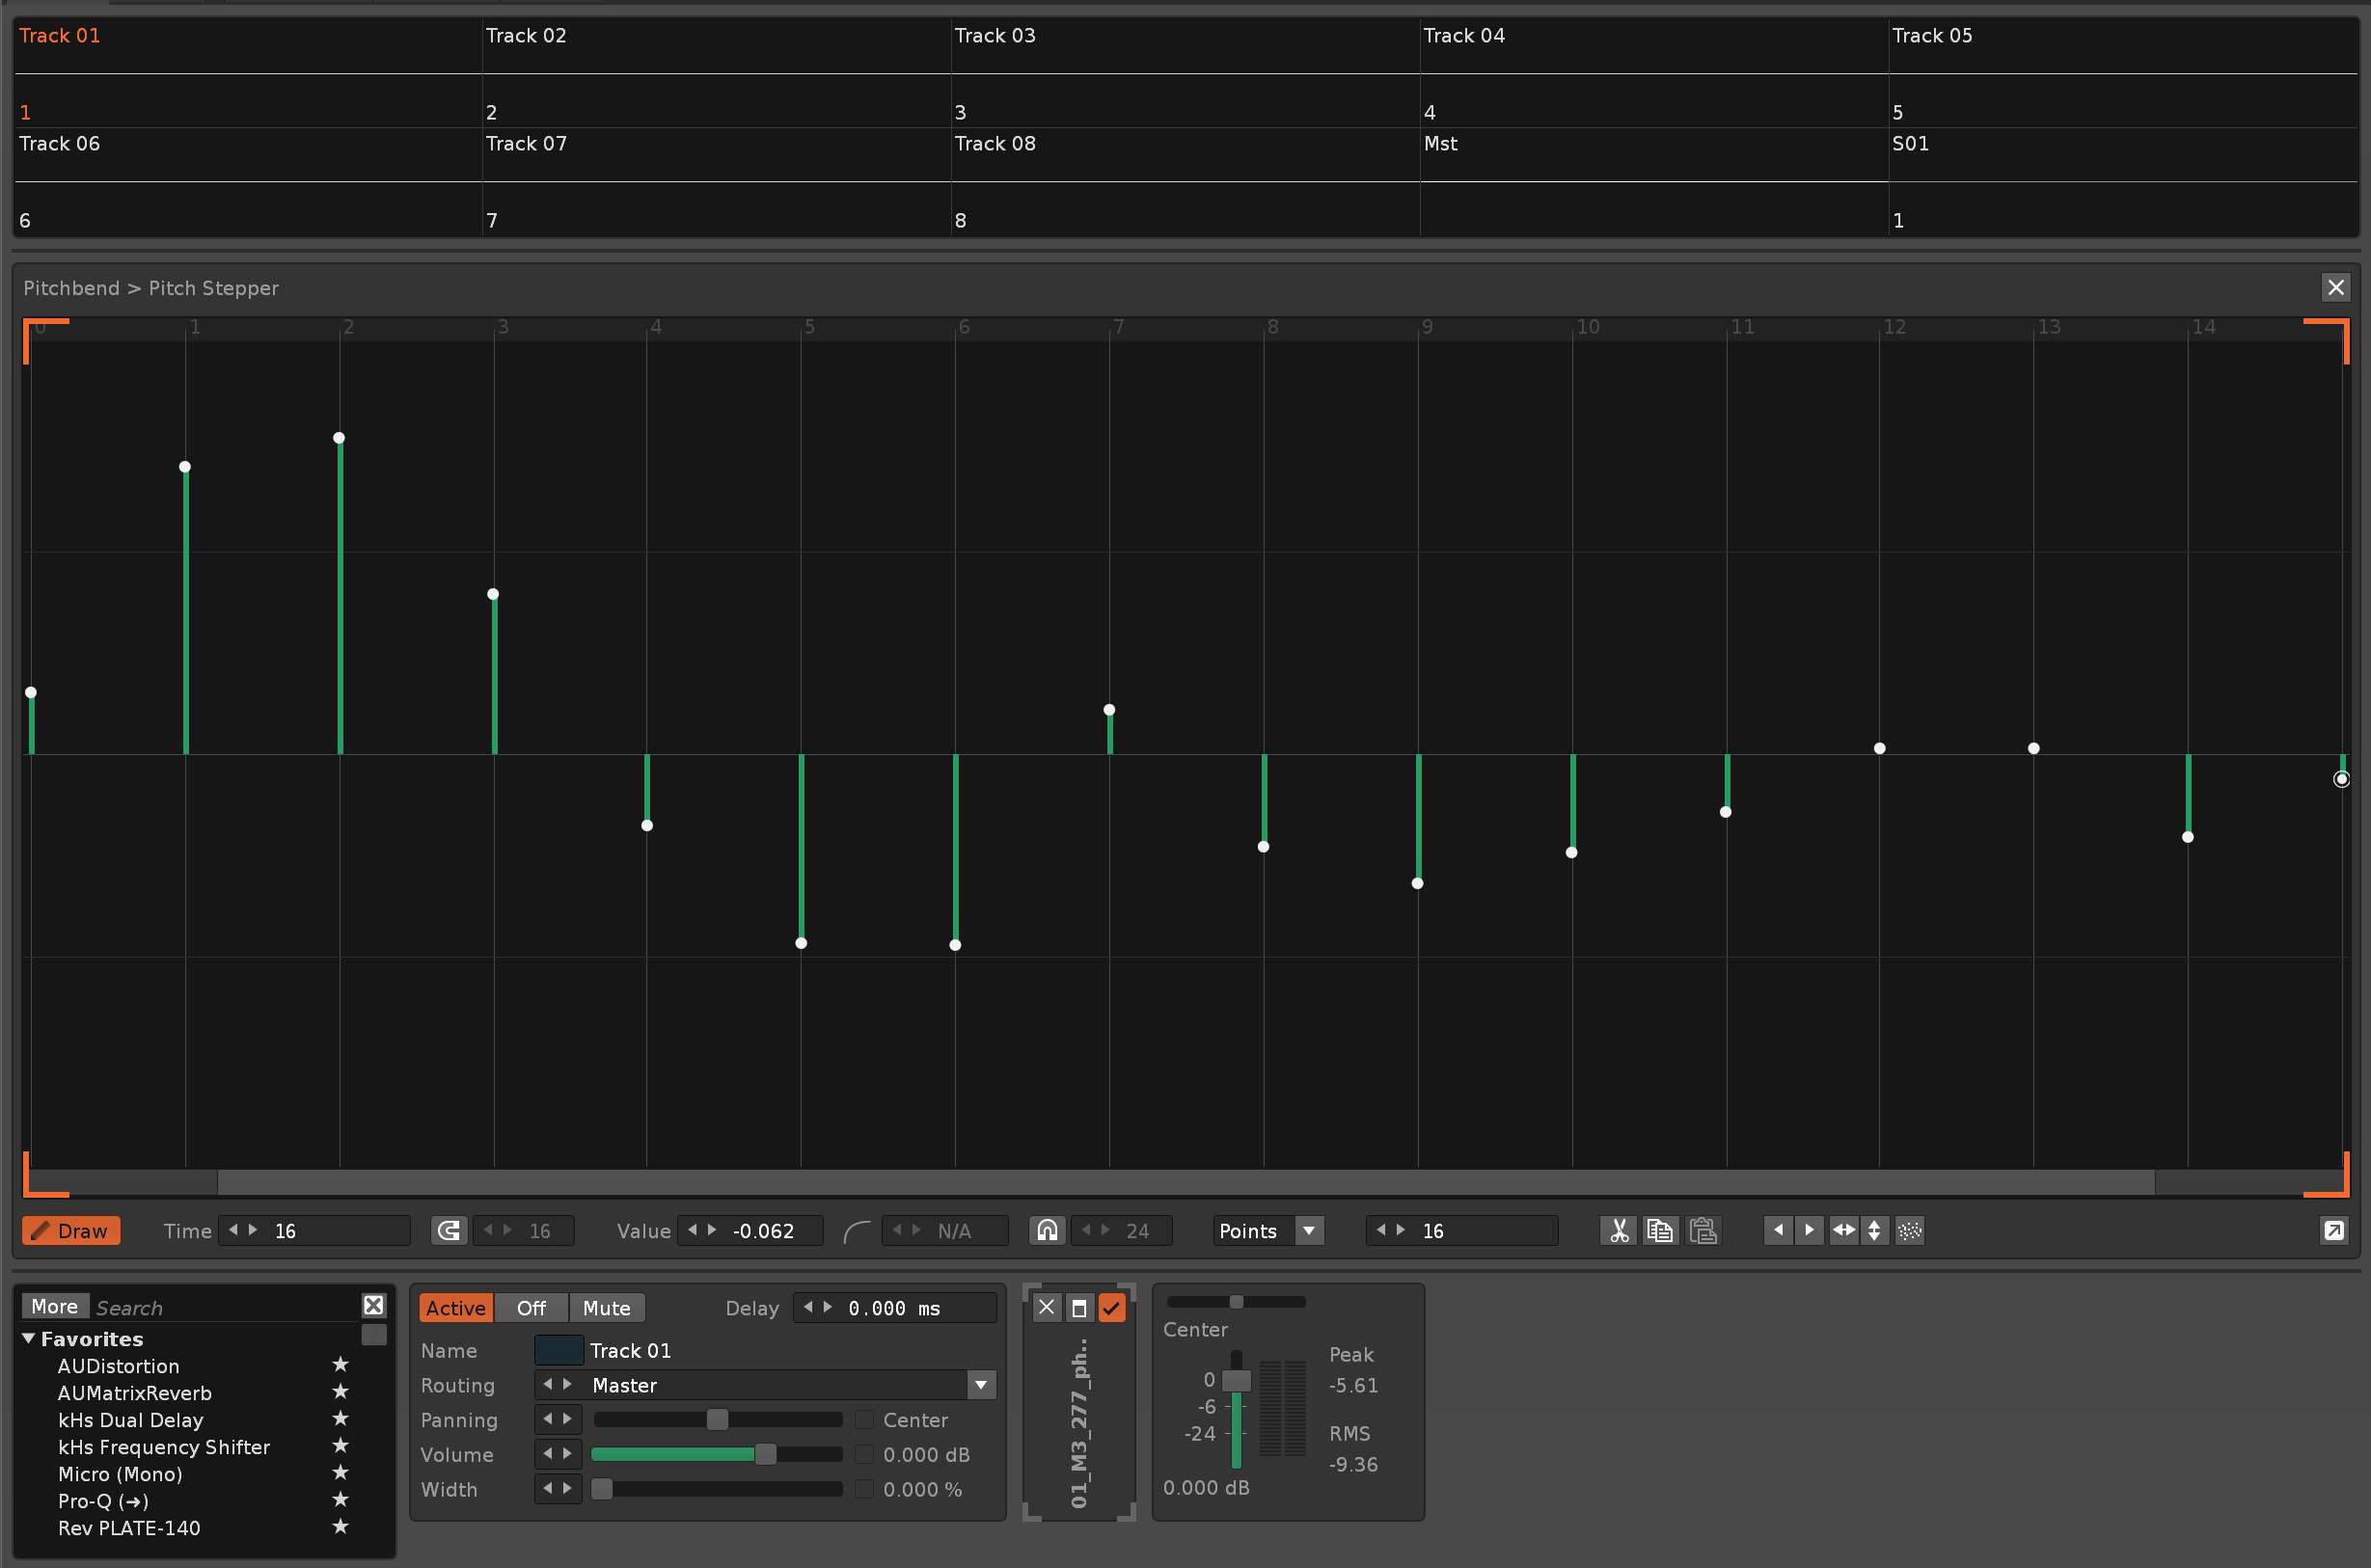 Track 01 Track 02 Track 03 Track 04 Track 05
1 2 3 4 5
Track 06 Track 07 Track 08 Mst S01
6 7 8 1
Pitchbend > Pitch Stepper
0 1 2 3 4 5 6 7 8 9 10 11 12 13 14
Draw Time 16 16 Value -0.062 N/A 24 Points 16
More Search
Favorites
AUDistortion
AUMatrixReverb
kHs Dual Delay
kHs Frequency Shifter
Micro (Mono)
Pro-Q (➔)
Rev PLATE-140
Active Off Mute Delay 0.000 ms
Name Track 01
Routing Master
Panning Center
Volume 0.000 dB
Width 0.000 %
01_M3_277_ph..
Center
0
-6
-24
0.000 dB
Peak
-5.61
RMS
-9.36